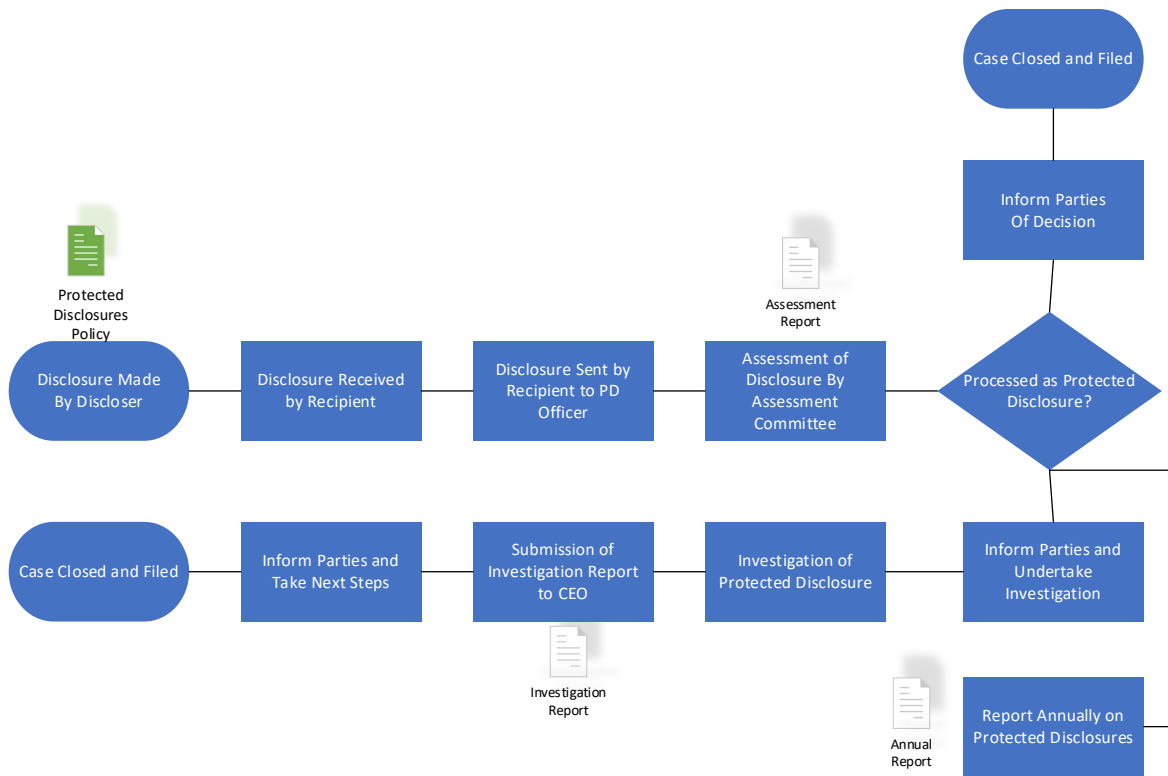 Case Closed and Filed
Inform Parties
Of Decision
Protected
Disclosures
Policy
Assessment
Report
Disclosure Made
By Discloser
Disclosure Received
by Recipient
Disclosure Sent by
Recipient to PD
Officer
Assessment of
Disclosure By
Assessment
Committee
Processed as Protected
Disclosure?
Case Closed and Filed
Inform Parties and
Take Next Steps
Submission of
Investigation Report
to CEO
Investigation of
Protected Disclosure
Inform Parties and
Undertake
Investigation
Investigation
Report
Annual
Report
Report Annually on
Protected Disclosures